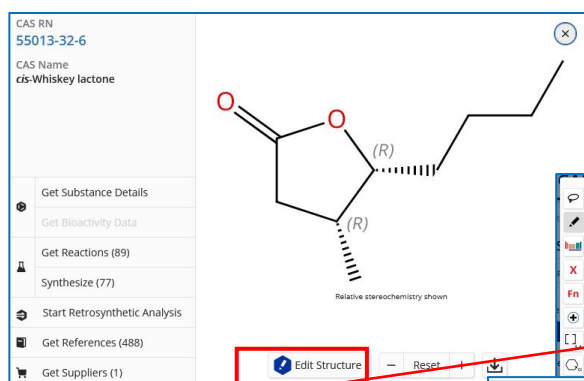 CAS RN
55013-32-6
CAS Name
cis-Whiskey lactone
O
O
(R)
(R)
Relative stereochemistry shown
Get Substance Details
Get Bioactivity Data
Get Reactions (89)
Synthesize (77)
Start Retrosynthetic Analysis
Get References (488)
Get Suppliers (1)
Edit Structure
− Reset +
X
Fn